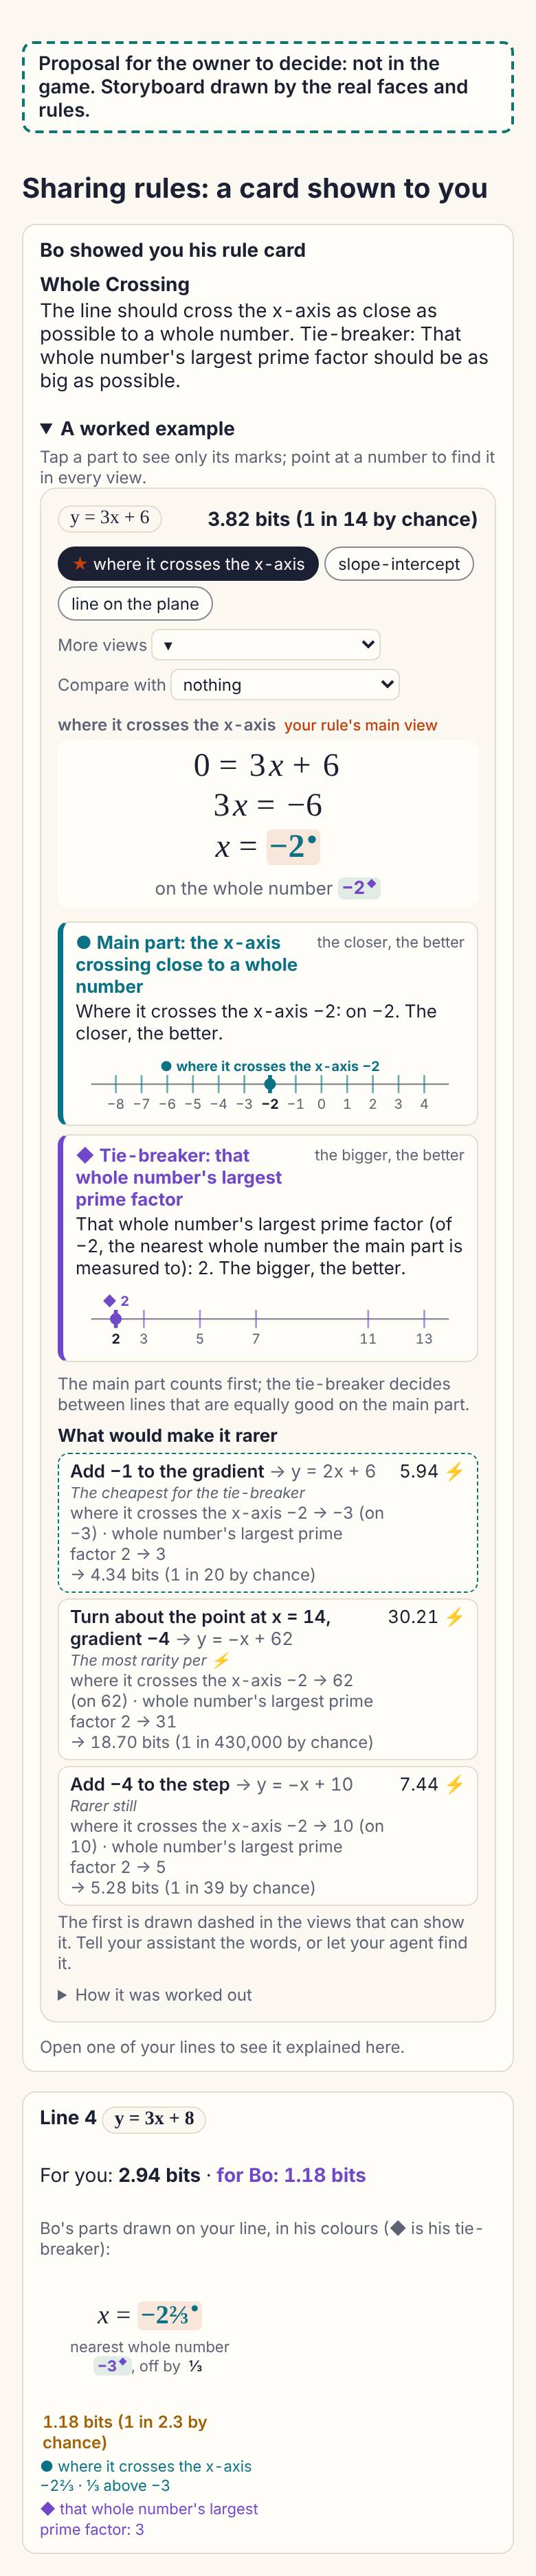 Proposal for the owner to decide: not in the
game. Storyboard drawn by the real faces and
rules.
Sharing rules: a card shown to you
Bo showed you his rule card
Whole Crossing
The line should cross the x-axis as close as
possible to a whole number. Tie-breaker: That
whole number's largest prime factor should be as
big as possible.
▼ A worked example
Tap a part to see only its marks; point at a number to find it
in every view.
y = 3x + 6 3.82 bits (1 in 14 by chance)
★ where it crosses the x-axis slope-intercept
line on the plane
More views ▾
Compare with nothing
where it crosses the x-axis your rule's main view
0 = 3x + 6
3x = −6
x = −2●
on the whole number −2◆
● Main part: the x-axis the closer, the better
crossing close to a whole
number
Where it crosses the x-axis −2: on −2. The
closer, the better.
● where it crosses the x-axis −2
−8 −7 −6 −5 −4 −3 −2 −1 0 1 2 3 4
◆ Tie-breaker: that the bigger, the better
whole number's largest
prime factor
That whole number's largest prime factor (of
−2, the nearest whole number the main part is
measured to): 2. The bigger, the better.
◆ 2
2 3 5 7 11 13
The main part counts first; the tie-breaker decides
between lines that are equally good on the main part.
What would make it rarer
Add −1 to the gradient → y = 2x + 6 5.94 ⚡
The cheapest for the tie-breaker
where it crosses the x-axis −2 → −3 (on
−3) · whole number's largest prime
factor 2 → 3
→ 4.34 bits (1 in 20 by chance)
Turn about the point at x = 14, 30.21 ⚡
gradient −4 → y = −x + 62
The most rarity per ⚡
where it crosses the x-axis −2 → 62
(on 62) · whole number's largest prime
factor 2 → 31
→ 18.70 bits (1 in 430,000 by chance)
Add −4 to the step → y = −x + 10 7.44 ⚡
Rarer still
where it crosses the x-axis −2 → 10 (on
10) · whole number's largest prime
factor 2 → 5
→ 5.28 bits (1 in 39 by chance)
The first is drawn dashed in the views that can show
it. Tell your assistant the words, or let your agent find
it.
▶ How it was worked out
Open one of your lines to see it explained here.
Line 4 y = 3x + 8
For you: 2.94 bits · for Bo: 1.18 bits
Bo's parts drawn on your line, in his colours (◆ is his tie-
breaker):
x = −2⅔●
nearest whole number
−3◆, off by ⅓
1.18 bits (1 in 2.3 by
chance)
● where it crosses the x-axis
−2⅔ · ⅓ above −3
◆ that whole number's largest
prime factor: 3